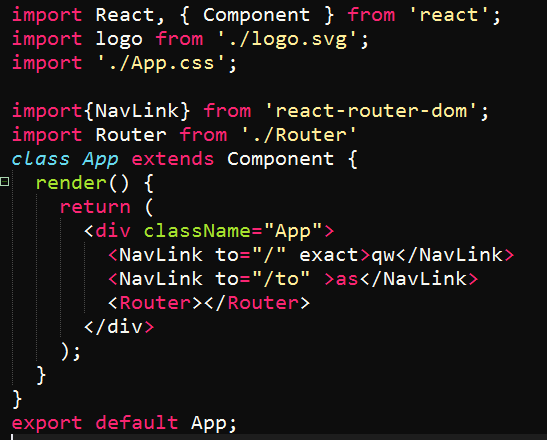 import React, { Component } from 'react';
import logo from './logo.svg';
import './App.css';

import{NavLink} from 'react-router-dom';
import Router from './Router'
class App extends Component {
  render() {
    return (
      <div className="App">
        <NavLink to="/" exact>qw</NavLink>
        <NavLink to="/to" >as</NavLink>
        <Router></Router>
      </div>
    );
  }
}
export default App;